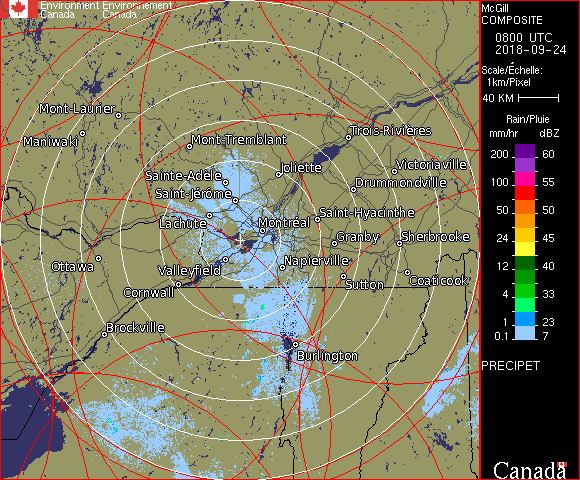 Environment Environnement
Canada Canada
McGill
COMPOSITE
0800 UTC
2018-09-24
Scale/Échelle:
1km/Pixel
40 KM
Rain/Pluie
mm/hr dBZ
200 60
100 55
50 50
24 45
12 40
4 33
1 23
0.1 7
PRECIPET
Canada
Mont-Laurier
Maniwaki
Mont-Tremblant
Trois-Rivières
Sainte-Adèle
Joliette
Victoriaville
Saint-Jérôme
Drummondville
Lachute
Montréal
Saint-Hyacinthe
Granby
Sherbrooke
Ottawa
Valleyfield
Napierville
Cornwall
Sutton
Coaticook
Brockville
Burlington